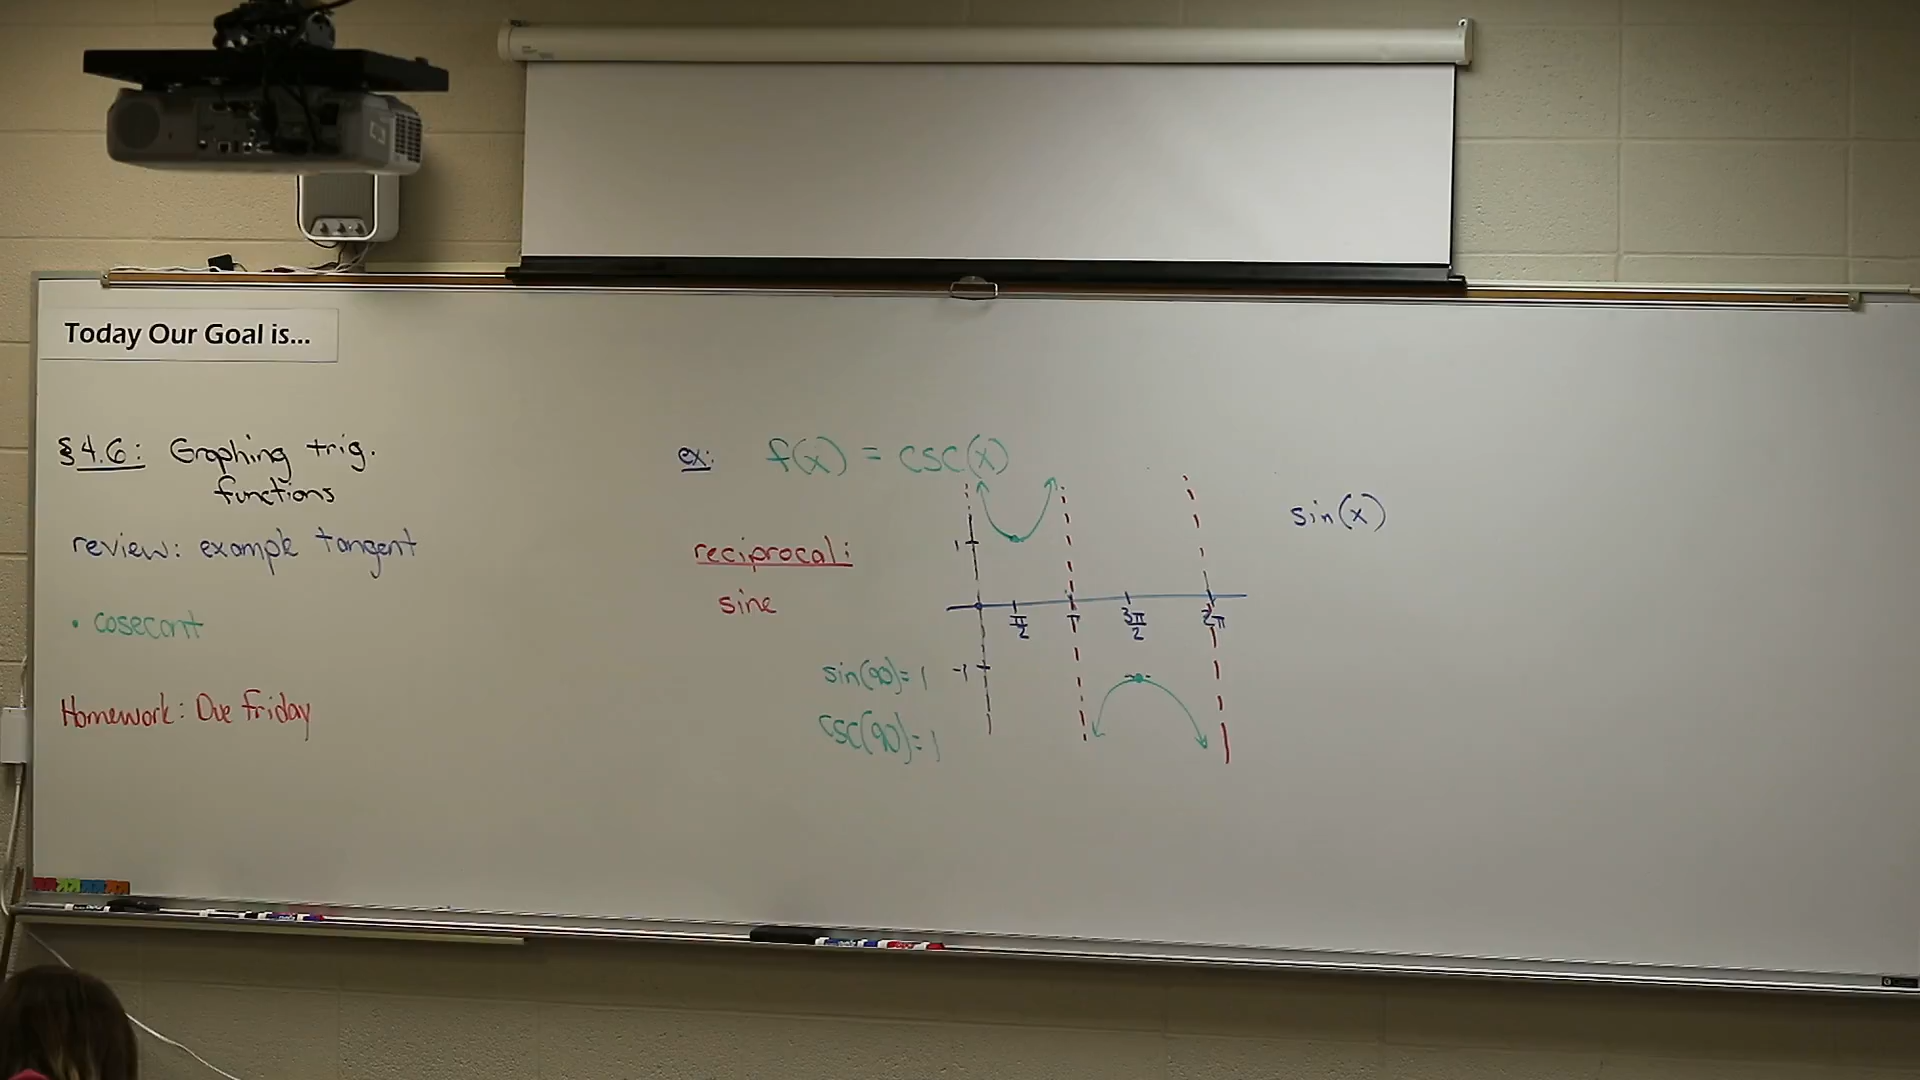 Today Our Goal is...
§4.6: Graphing trig.
functions
review: example tangent
• cosecant
Homework: Due Friday
ex: f(x) = csc(x)
reciprocal:
sine
sin(90)=1
csc(90)=1
1
-1
π/2
π
3π/2
2π
sin(x)